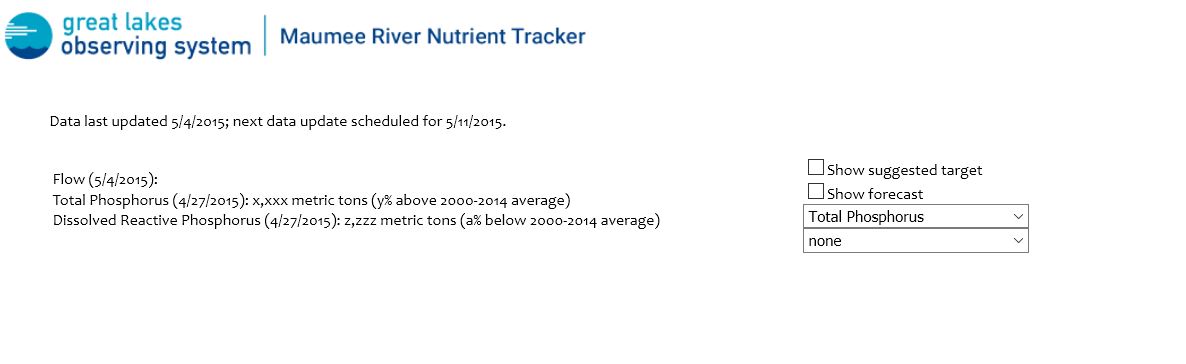 great lakes
observing system
Maumee River Nutrient Tracker
Data last updated 5/4/2015; next data update scheduled for 5/11/2015.
Flow (5/4/2015):
Total Phosphorus (4/27/2015): x,xxx metric tons (y% above 2000-2014 average)
Dissolved Reactive Phosphorus (4/27/2015): z,zzz metric tons (a% below 2000-2014 average)
Show suggested target
Show forecast
Total Phosphorus
none